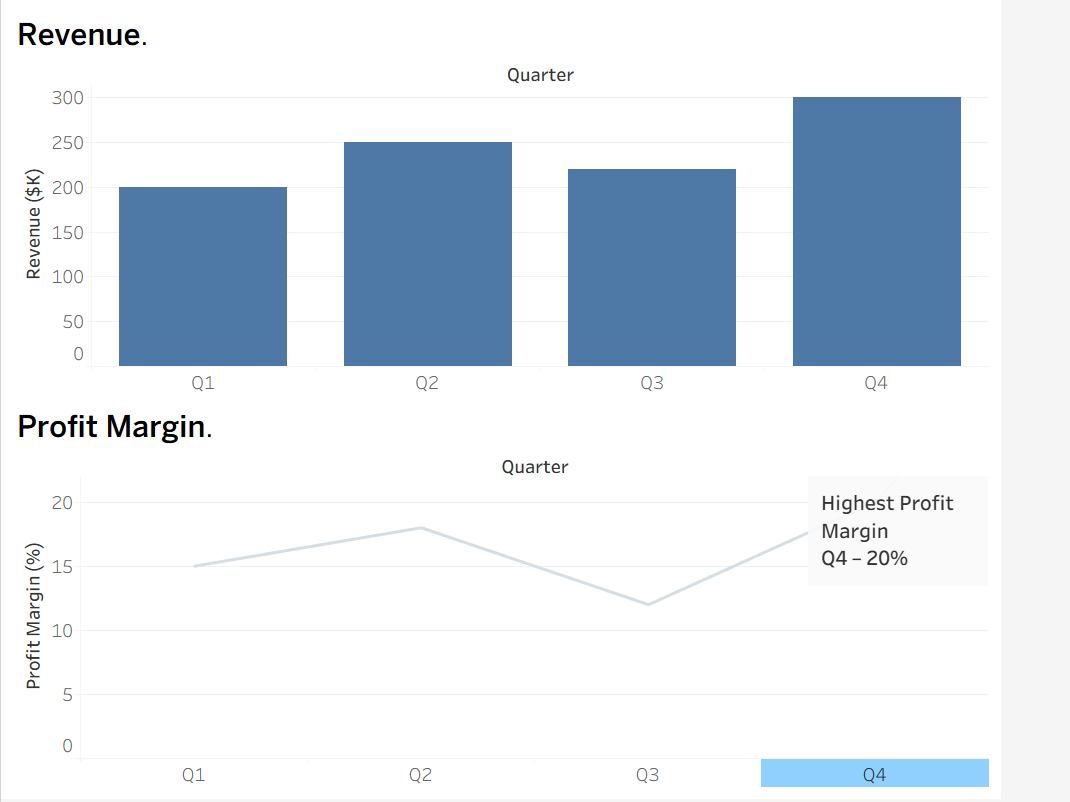 Revenue.
Quarter
Revenue ($K)
300
250
200
150
100
50
0
Q1 Q2 Q3 Q4
Profit Margin.
Quarter
Profit Margin (%)
20
15
10
5
0
Highest Profit
Margin
Q4 – 20%
Q1 Q2 Q3 Q4